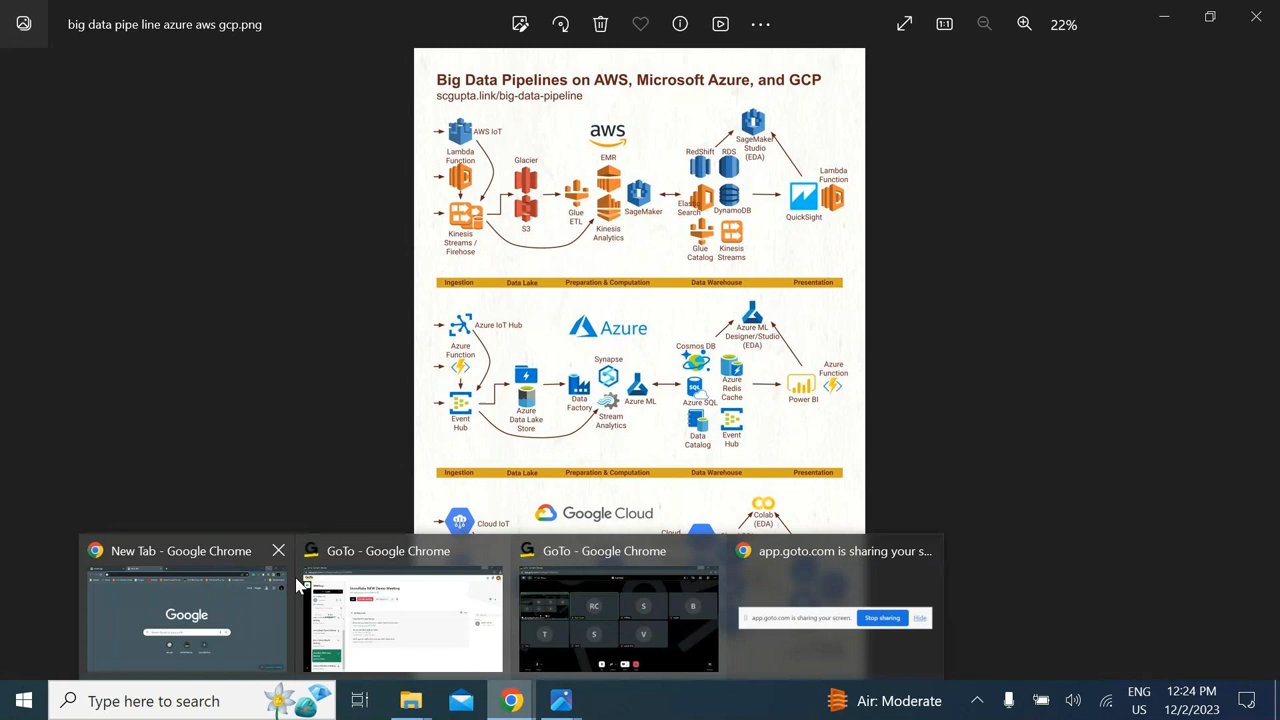 big data pipe line azure aws gcp.png
22%
Big Data Pipelines on AWS, Microsoft Azure, and GCP
scgupta.link/big-data-pipeline
AWS IoT
Lambda
Function
Kinesis
Streams /
Firehose
Glacier
S3
aws
EMR
Glue
ETL
SageMaker
Kinesis
Analytics
SageMaker
Studio
(EDA)
RedShift
RDS
Elastic
Search
DynamoDB
Glue
Catalog
Kinesis
Streams
Lambda
Function
QuickSight
Ingestion
Data Lake
Preparation & Computation
Data Warehouse
Presentation
Azure IoT Hub
Azure
Function
Event
Hub
Azure
Data Lake
Store
Azure
Synapse
Data
Factory
Azure ML
Stream
Analytics
Azure ML
Designer/Studio
(EDA)
Cosmos DB
Azure
Redis
Cache
SQL
Azure SQL
Data
Catalog
Event
Hub
Azure
Function
Power BI
Ingestion
Data Lake
Preparation & Computation
Data Warehouse
Presentation
Cloud IoT
Google Cloud
Cloud
Colab
(EDA)
New Tab - Google Chrome
GoTo - Google Chrome
GoTo - Google Chrome
app.goto.com is sharing your s...
Google
app.goto.com is sharing your screen.
Stop sharing
Hide
S
B
Type here to search
Air: Moderate
ENG
US
12:24 PM
12/2/2023